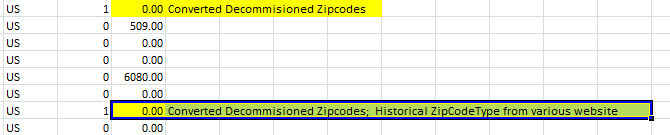 US 1 0.00 Converted Decommisioned Zipcodes
US 0 509.00
US 0 0.00
US 0 0.00
US 0 6080.00
US 0 0.00
US 1 0.00 Converted Decommisioned Zipcodes; Historical ZipCodeType from various website
US 0 0.00